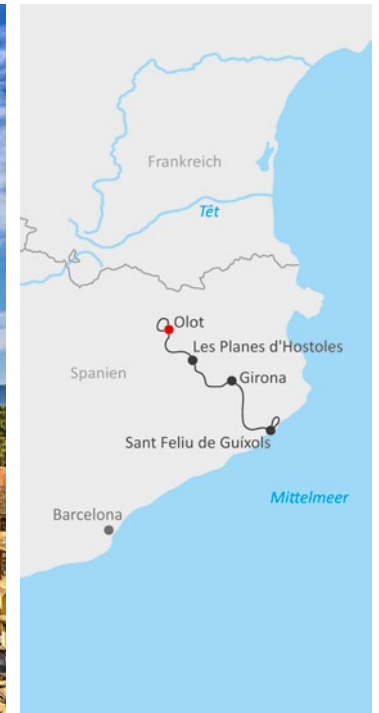 Frankreich
Têt
Olot
Les Planes d'Hostoles
Spanien
Girona
Sant Feliu de Guíxols
Mittelmeer
Barcelona